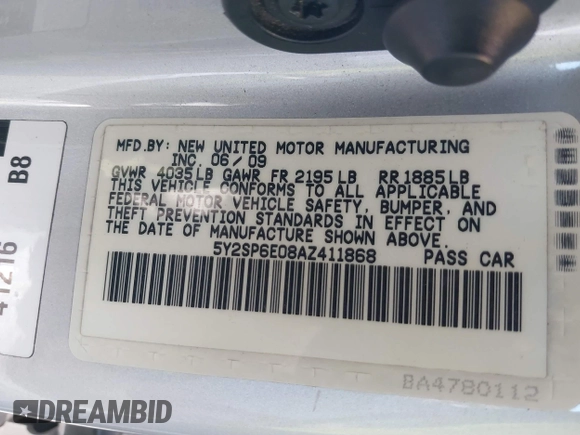 MFD.BY: NEW UNITED MOTOR MANUFACTURING
INC. 06/09
GVWR 4035LB GAWR FR 2195LB RR1885LB
THIS VEHICLE CONFORMS TO ALL APPLICABLE
FEDERAL MOTOR VEHICLE SAFETY, BUMPER, AND
THEFT PREVENTION STANDARDS IN EFFECT ON
THE DATE OF MANUFACTURE SHOWN ABOVE.
5Y2SP6E08AZ411868 PASS CAR
BA4780112
B8
41216
DREAMBID